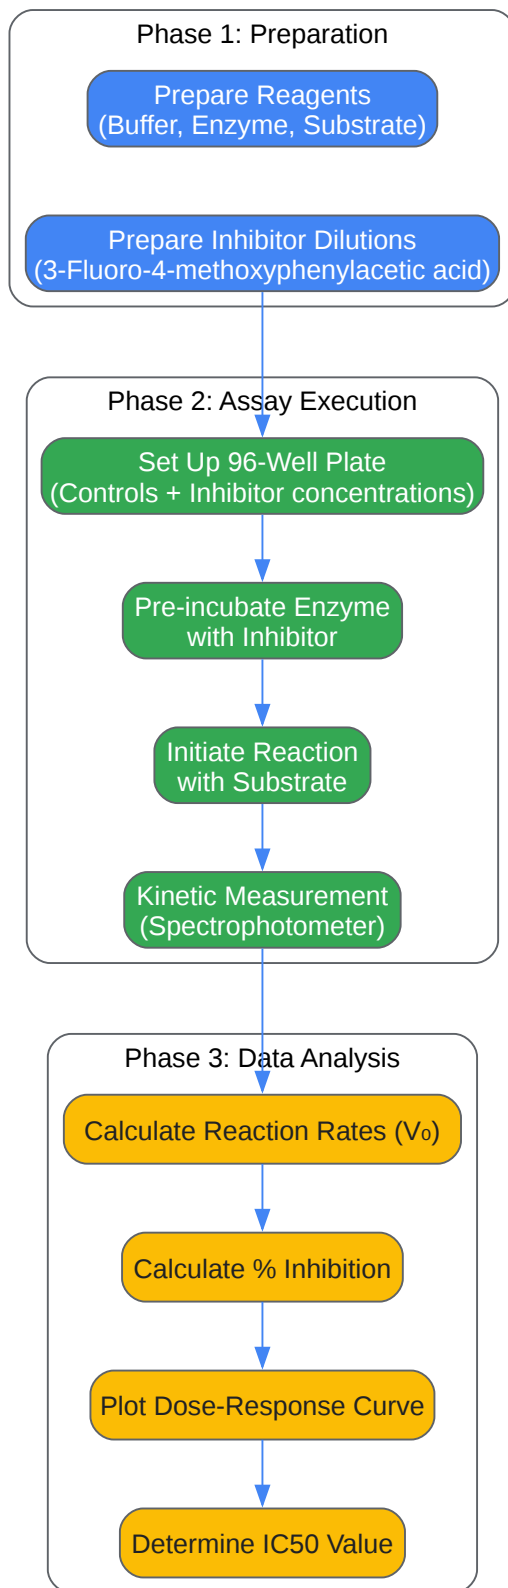 Phase 1: Preparation
Prepare Reagents
(Buffer, Enzyme, Substrate)
Prepare Inhibitor Dilutions
(3-Fluoro-4-methoxyphenylacetic acid)
Phase 2: Assay Execution
Set Up 96-Well Plate
(Controls + Inhibitor concentrations)
Pre-incubate Enzyme
with Inhibitor
Initiate Reaction
with Substrate
Kinetic Measurement
(Spectrophotometer)
Phase 3: Data Analysis
Calculate Reaction Rates (V₀)
Calculate % Inhibition
Plot Dose-Response Curve
Determine IC50 Value